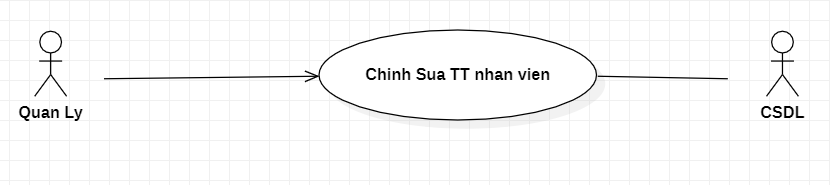 Chinh Sua TT nhan vien
Quan Ly
CSDL